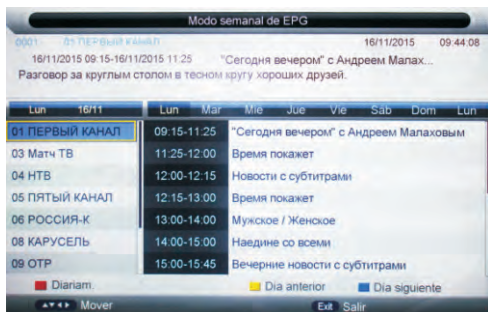 Modo semanal de EPG
0001 01 ПЕРВЫЙ КАНАЛ 16/11/2015 09:44:08
16/11/2015 09:15-16/11/2015 11:25 "Сегодня вечером" с Андреем Малах...
Разговор за круглым столом в тесном кругу хороших друзей.
Lun 16/11 Lun Mar Mié Jue Vie Sáb Dom Lun
01 ПЕРВЫЙ КАНАЛ 09:15-11:25 "Сегодня вечером" с Андреем Малаховым
03 Матч ТВ 11:25-12:00 Время покажет
04 НТВ 12:00-12:15 Новости с субтитрами
05 ПЯТЫЙ КАНАЛ 12:15-13:00 Время покажет
06 РОССИЯ-К 13:00-14:00 Мужское / Женское
08 КАРУСЕЛЬ 14:00-15:00 Наедине со всеми
09 ОТР 15:00-15:45 Вечерние новости с субтитрами
Diariam. Dia anterior Dia siguiente
Mover Exit Salir